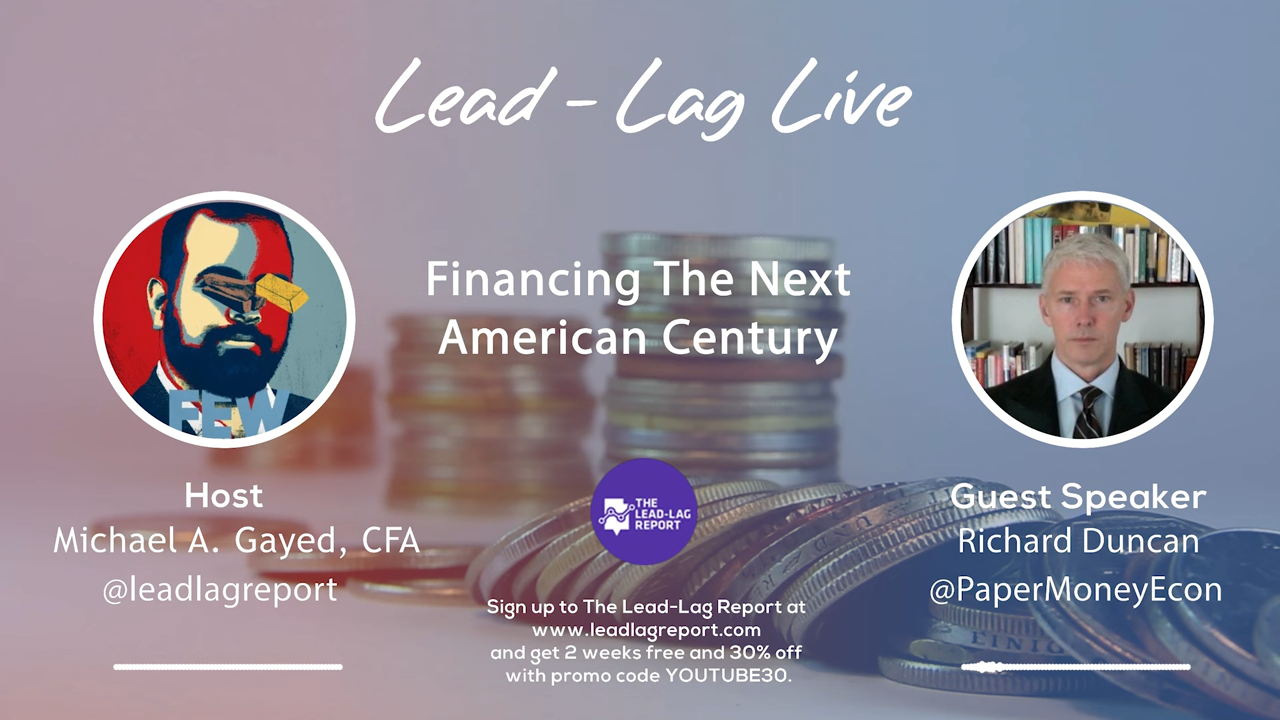 Lead - Lag Live
Financing The Next
American Century
FEW
THE
LEAD-LAG
REPORT
Host
Michael A. Gayed, CFA
@leadlagreport
Guest Speaker
Richard Duncan
@PaperMoneyEcon
Sign up to The Lead-Lag Report at
www.leadlagreport.com
and get 2 weeks free and 30% off
with promo code YOUTUBE30.